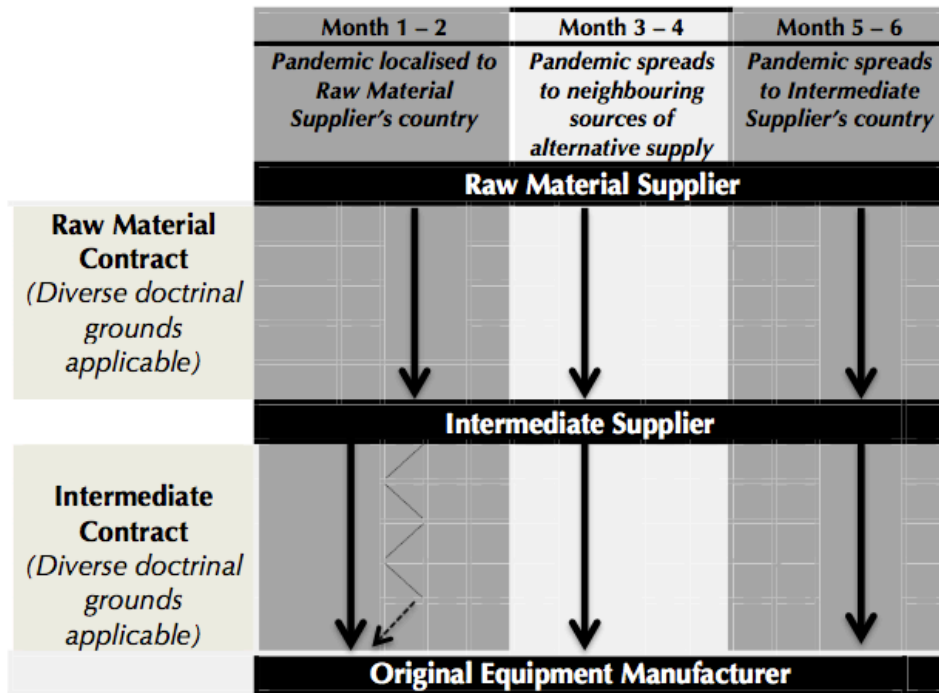 Month 1 – 2
Month 3 – 4
Month 5 – 6
Pandemic localised to
Raw Material
Supplier's country
Pandemic spreads
to neighbouring
sources of
alternative supply
Pandemic spreads
to Intermediate
Supplier's country
Raw Material Supplier
Raw Material
Contract
(Diverse doctrinal
grounds
applicable)
Intermediate Supplier
Intermediate
Contract
(Diverse doctrinal
grounds
applicable)
Original Equipment Manufacturer